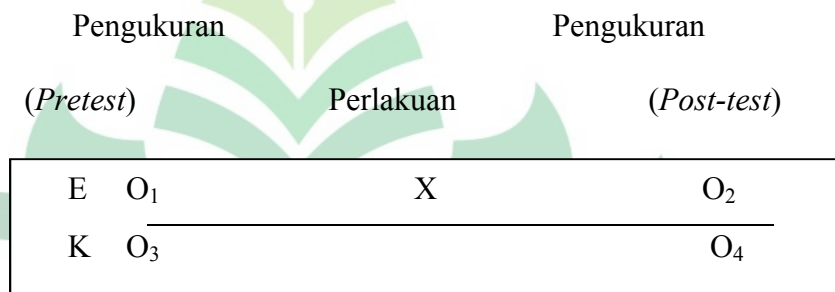 Pengukuran Pengukuran
(Pretest) Perlakuan (Post-test)
E O₁ X O₂
K O₃ O₄